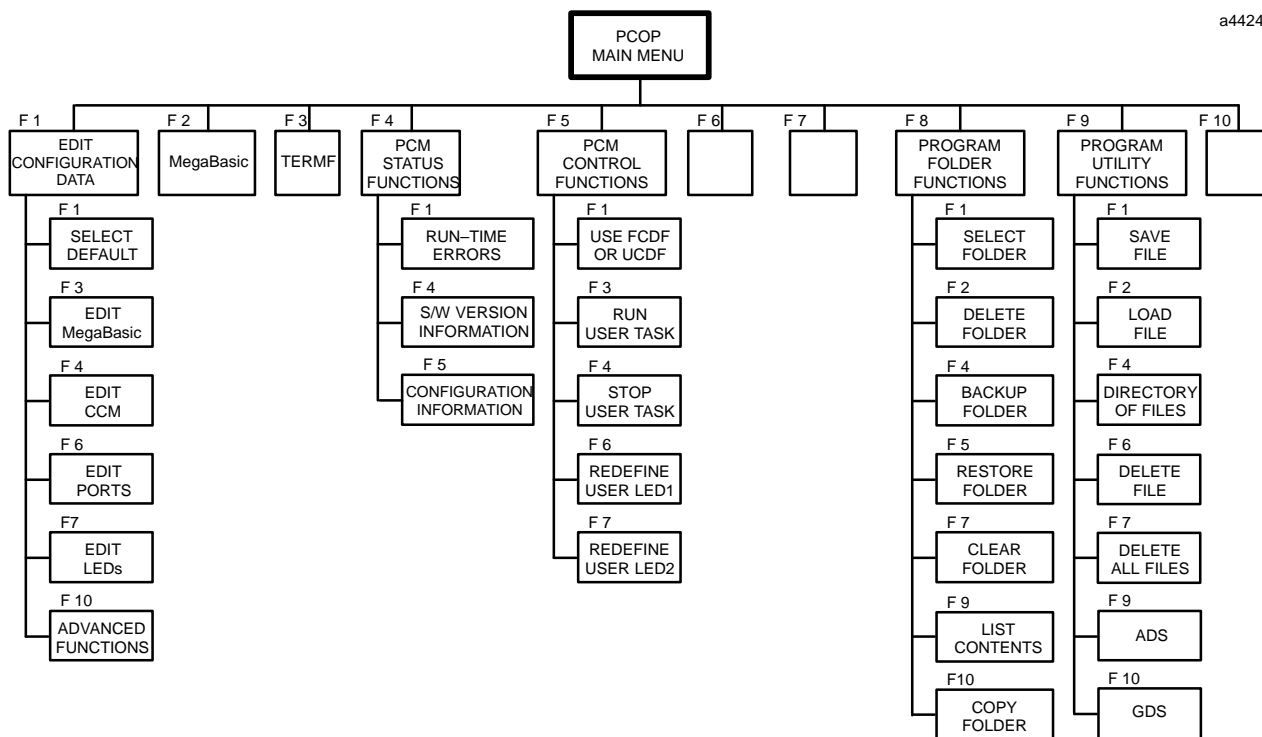 a4424
PCOP
MAIN MENU
F 1
EDIT
CONFIGURATION
DATA
F 2
MegaBasic
F 3
TERMF
F 4
PCM
STATUS
FUNCTIONS
F 5
PCM
CONTROL
FUNCTIONS
F 6
F 7
F 8
PROGRAM
FOLDER
FUNCTIONS
F 9
PROGRAM
UTILITY
FUNCTIONS
F 10
F 1
SELECT
DEFAULT
F 3
EDIT
MegaBasic
F 4
EDIT
CCM
F 6
EDIT
PORTS
F7
EDIT
LEDs
F 10
ADVANCED
FUNCTIONS
F 1
RUN–TIME
ERRORS
F 4
S/W VERSION
INFORMATION
F 5
CONFIGURATION
INFORMATION
F 1
USE FCDF
OR UCDF
F 3
RUN
USER TASK
F 4
STOP
USER TASK
F 6
REDEFINE
USER LED1
F 7
REDEFINE
USER LED2
F 1
SELECT
FOLDER
F 2
DELETE
FOLDER
F 4
BACKUP
FOLDER
F 5
RESTORE
FOLDER
F 7
CLEAR
FOLDER
F 9
LIST
CONTENTS
F10
COPY
FOLDER
F 1
SAVE
FILE
F 2
LOAD
FILE
F 4
DIRECTORY
OF FILES
F 6
DELETE
FILE
F 7
DELETE
ALL FILES
F 9
ADS
F 10
GDS